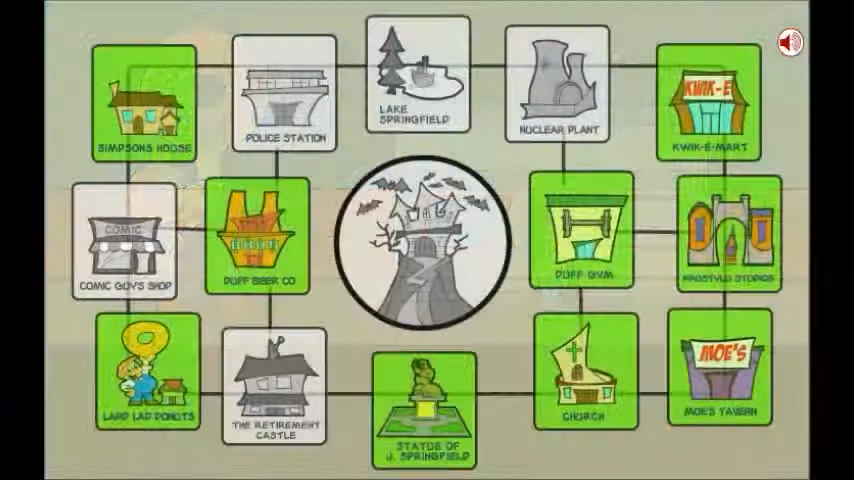 LAKE
SPRINGFIELD
NUCLEAR PLANT
POLICE STATION
SIMPSONS HOUSE
KWIK-E
KWIK-E-MART
COMIC
COMIC GUY'S SHOP
DUFF BEER CO
DUFF GYM
KROSTYLU STUDIOS
LARD LAD DONUTS
THE RETIREMENT
CASTLE
STATUE OF
J. SPRINGFIELD
CHURCH
MOE'S
MOE'S TAVERN